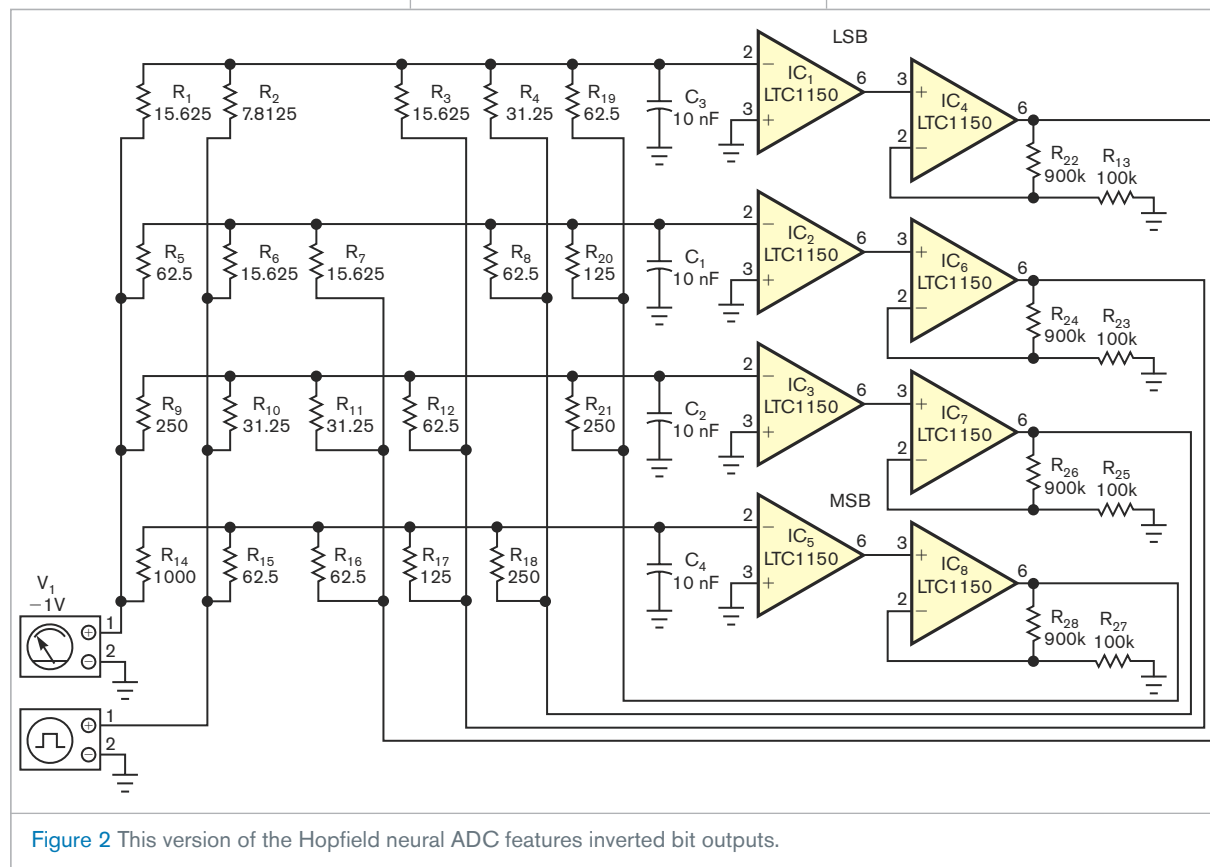 LSB
2
R1
15.625
R2
7.8125
R3
15.625
R4
31.25
R19
62.5
C3
10 nF
3
−
+
IC1
LTC1150
6
3
2
+
−
IC4
LTC1150
6
R22
900k
R13
100k
R5
62.5
R6
15.625
R7
15.625
R8
62.5
R20
125
C1
10 nF
2
3
−
+
IC2
LTC1150
6
3
2
+
−
IC6
LTC1150
6
R24
900k
R23
100k
R9
250
R10
31.25
R11
31.25
R12
62.5
R21
250
C2
10 nF
2
3
−
+
IC3
LTC1150
6
3
2
+
−
IC7
LTC1150
6
R26
900k
R25
100k
MSB
R14
1000
R15
62.5
R16
62.5
R17
125
R18
250
C4
10 nF
2
3
−
+
IC5
LTC1150
6
3
2
+
−
IC8
LTC1150
6
R28
900k
R27
100k
V1
−1V
+
1
−
2
+
1
−
2
Figure 2 This version of the Hopfield neural ADC features inverted bit outputs.